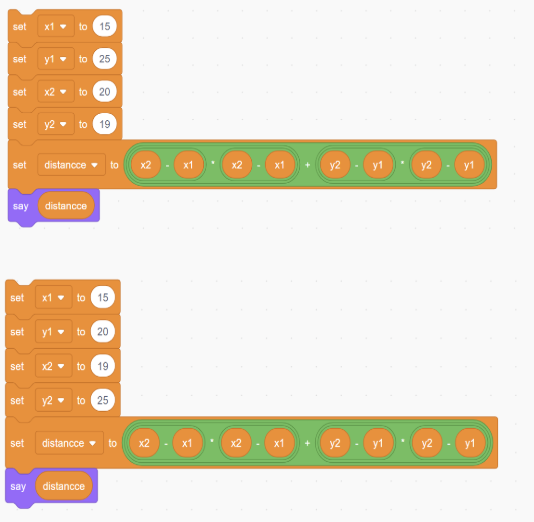 set x1 to 15
set y1 to 25
set x2 to 20
set y2 to 19
set distancce to x2 - x1 * x2 - x1 + y2 - y1 * y2 - y1
say distancce
set x1 to 15
set y1 to 20
set x2 to 19
set y2 to 25
set distancce to x2 - x1 * x2 - x1 + y2 - y1 * y2 - y1
say distancce